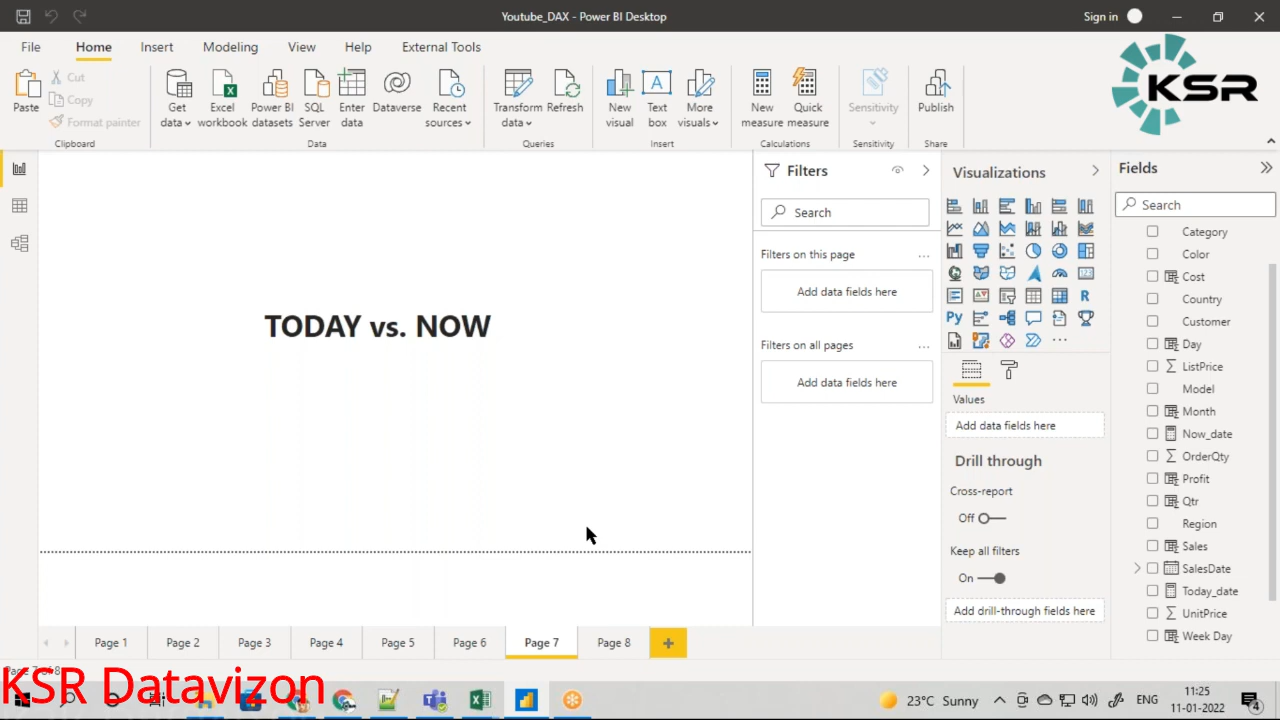 Youtube_DAX - Power BI Desktop
Sign in
File Home Insert Modeling View Help External Tools
KSR
Paste
Cut
Copy
Format painter
Get data
Excel workbook
Power BI datasets
SQL Server
Enter data
Dataverse
Recent sources
Transform data
Refresh
New visual
Text box
More visuals
New measure
Quick measure
Sensitivity
Publish
Clipboard
Data
Queries
Insert
Calculations
Sensitivity
Share
TODAY vs. NOW
Filters
Search
Filters on this page
...
Add data fields here
Filters on all pages
...
Add data fields here
Visualizations
R
Py
...
Values
Add data fields here
Drill through
Cross-report
Off
Keep all filters
On
Add drill-through fields here
Fields
Search
Category
Color
Cost
Country
Customer
Day
ListPrice
Model
Month
Now_date
OrderQty
Profit
Qtr
Region
Sales
SalesDate
Today_date
UnitPrice
Week Day
Page 1 Page 2 Page 3 Page 4 Page 5 Page 6 Page 7 Page 8 +
Page 7 of 8
KSR Datavizon
23°C Sunny
ENG
11:25
11-01-2022
4